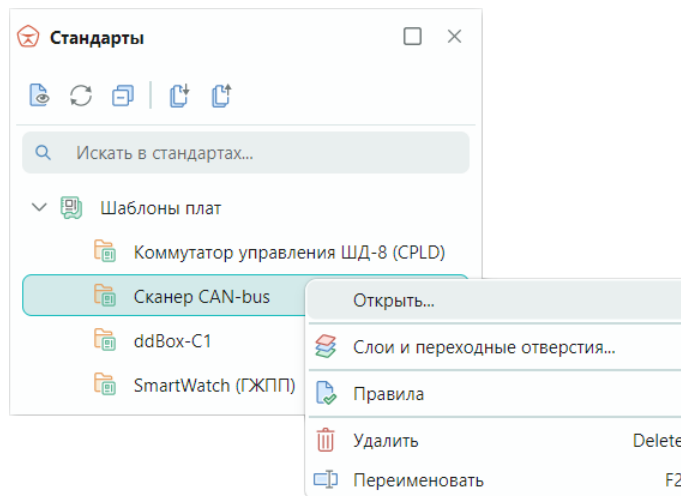 Стандарты
Искать в стандартах...
Шаблоны плат
Коммутатор управления ШД-8 (CPLD)
Сканер CAN-bus
Открыть...
ddBox-C1
Слои и переходные отверстия...
SmartWatch (ГЖПП)
Правила
Удалить Delete
Переименовать F2